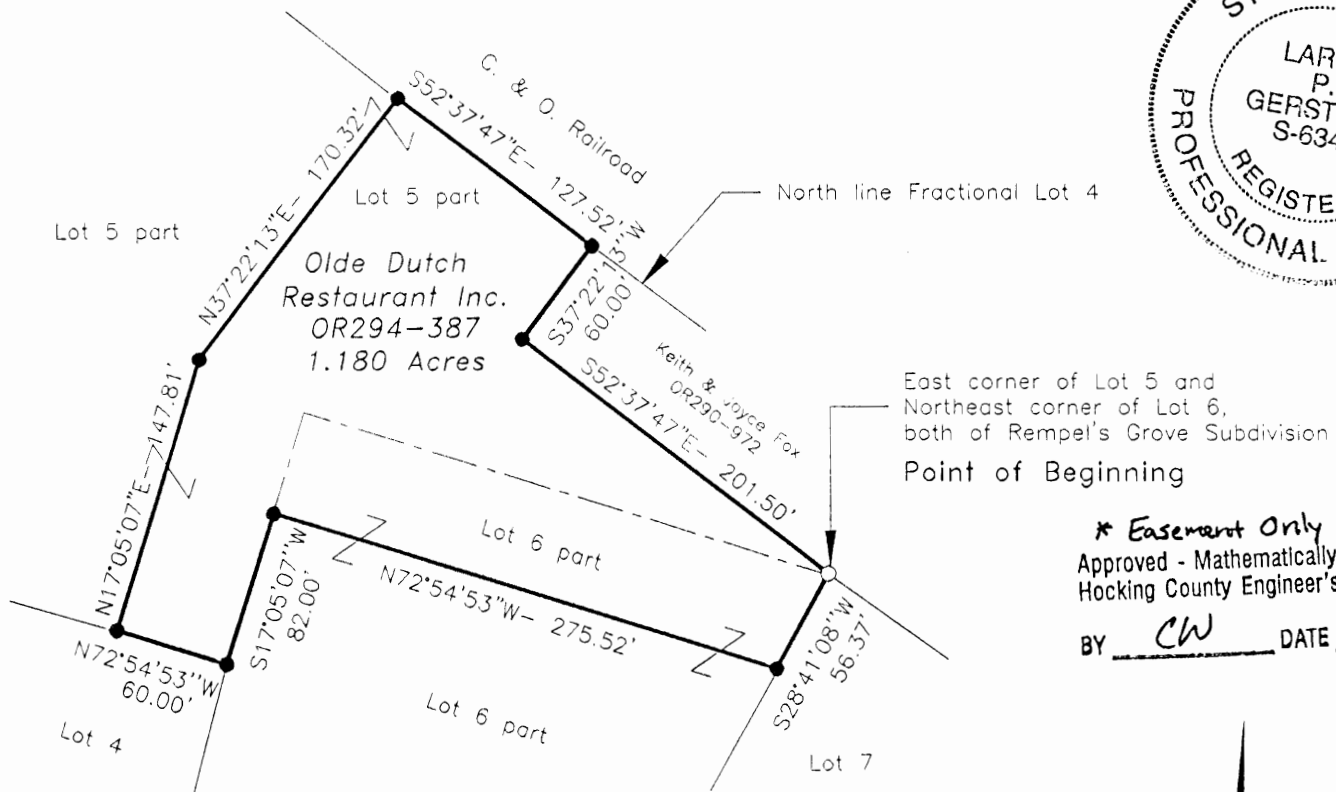 C. & O. Railroad
S52°37'47"E- 127.52'
N37°22'13"E- 170.32'
Lot 5 part
North line Fractional Lot 4
Lot 5 part
Olde Dutch
Restaurant Inc.
OR294-387
1.180 Acres
S37°22'13"W
60.00'
Keith & Joyce Fox
OR290-972
S52°37'47"E- 201.50'
East corner of Lot 5 and
Northeast corner of Lot 6,
both of Rempel's Grove Subdivision
Point of Beginning
N17°05'07"E- 147.81'
Lot 6 part
N72°54'53"W- 275.52'
S17°05'07"W
82.00'
S28°41'08"W
56.37'
N72°54'53"W
60.00'
Lot 4
Lot 6 part
Lot 7
P.
S-634
PROFESSIONAL
* Easement Only
Approved - Mathematically
Hocking County Engineer's
BY CW DATE